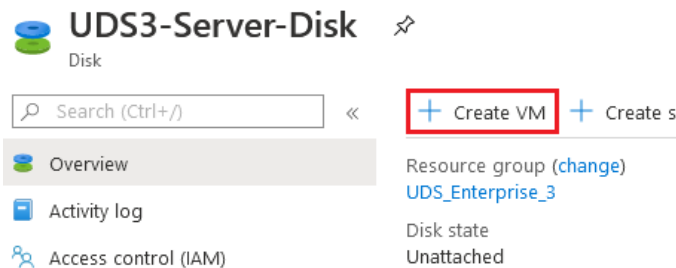 UDS3-Server-Disk
Disk
Search (Ctrl+/)
«
Create VM
Create s
Overview
Activity log
Access control (IAM)
Resource group (change)
UDS_Enterprise_3
Disk state
Unattached